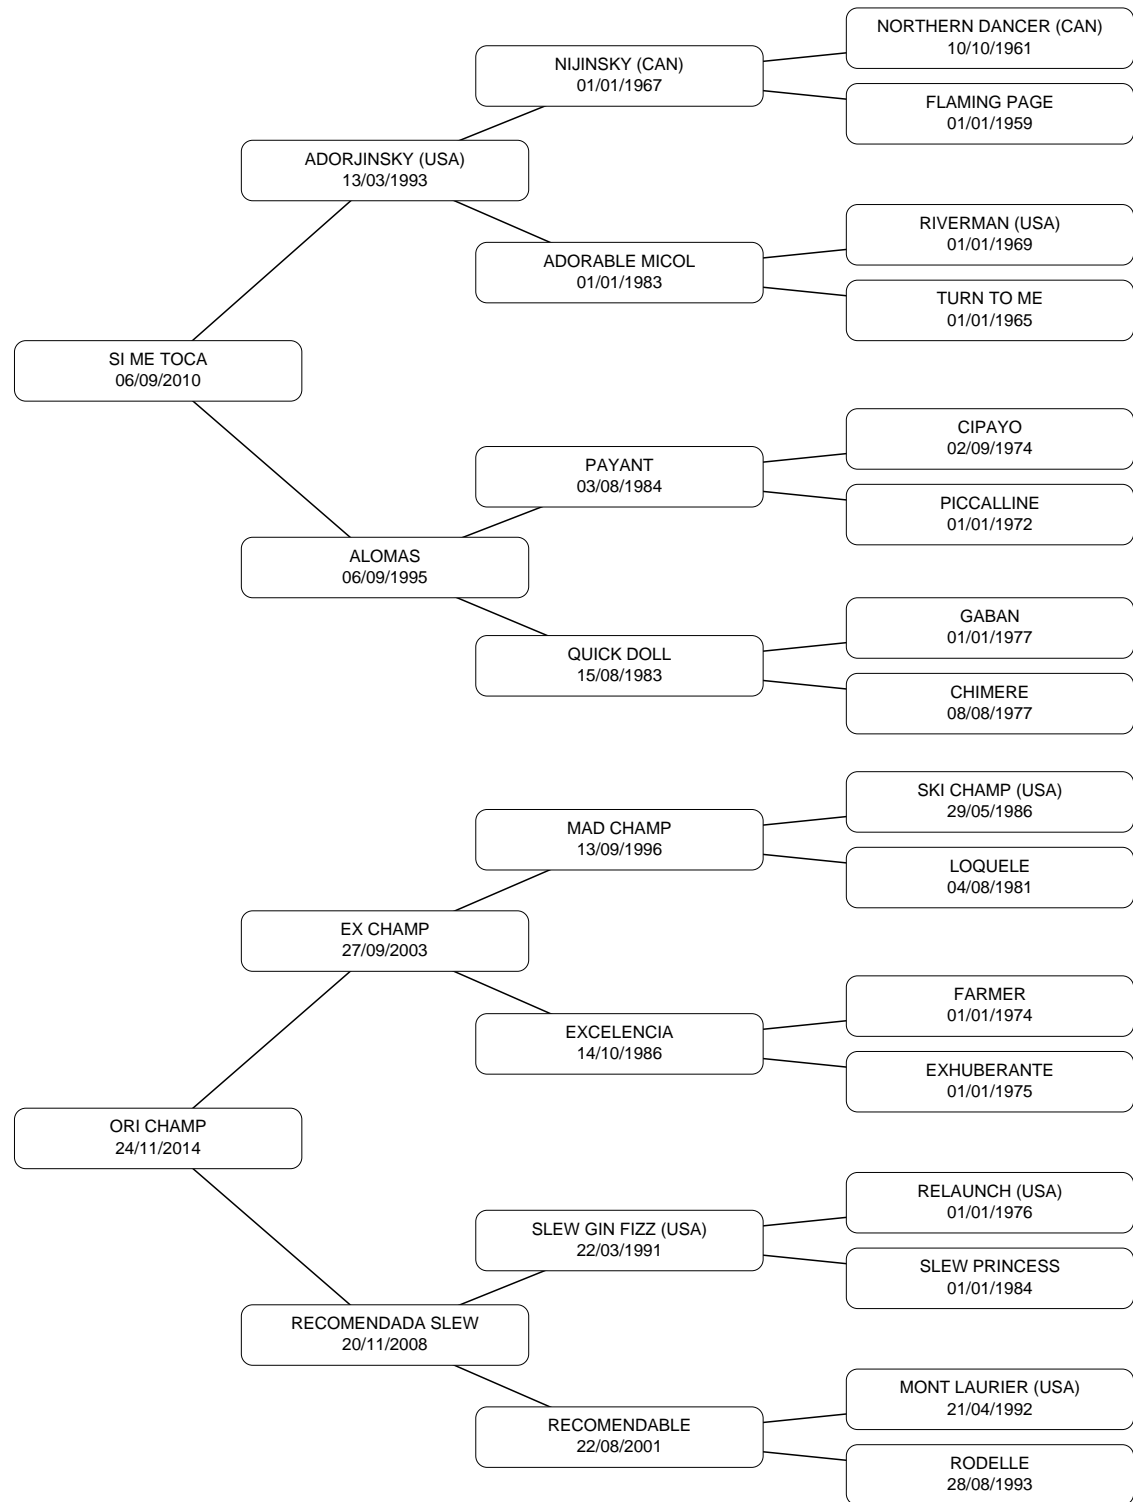 NORTHERN DANCER (CAN)
10/10/1961
NIJINSKY (CAN)
01/01/1967
FLAMING PAGE
01/01/1959
ADORJINSKY (USA)
13/03/1993
RIVERMAN (USA)
01/01/1969
ADORABLE MICOL
01/01/1983
TURN TO ME
01/01/1965
SI ME TOCA
06/09/2010
CIPAYO
02/09/1974
PAYANT
03/08/1984
PICCALLINE
01/01/1972
ALOMAS
06/09/1995
GABAN
01/01/1977
QUICK DOLL
15/08/1983
CHIMERE
08/08/1977
SKI CHAMP (USA)
29/05/1986
MAD CHAMP
13/09/1996
LOQUELE
04/08/1981
EX CHAMP
27/09/2003
FARMER
01/01/1974
EXCELENCIA
14/10/1986
EXHUBERANTE
01/01/1975
ORI CHAMP
24/11/2014
RELAUNCH (USA)
01/01/1976
SLEW GIN FIZZ (USA)
22/03/1991
SLEW PRINCESS
01/01/1984
RECOMENDADA SLEW
20/11/2008
MONT LAURIER (USA)
21/04/1992
RECOMENDABLE
22/08/2001
RODELLE
28/08/1993